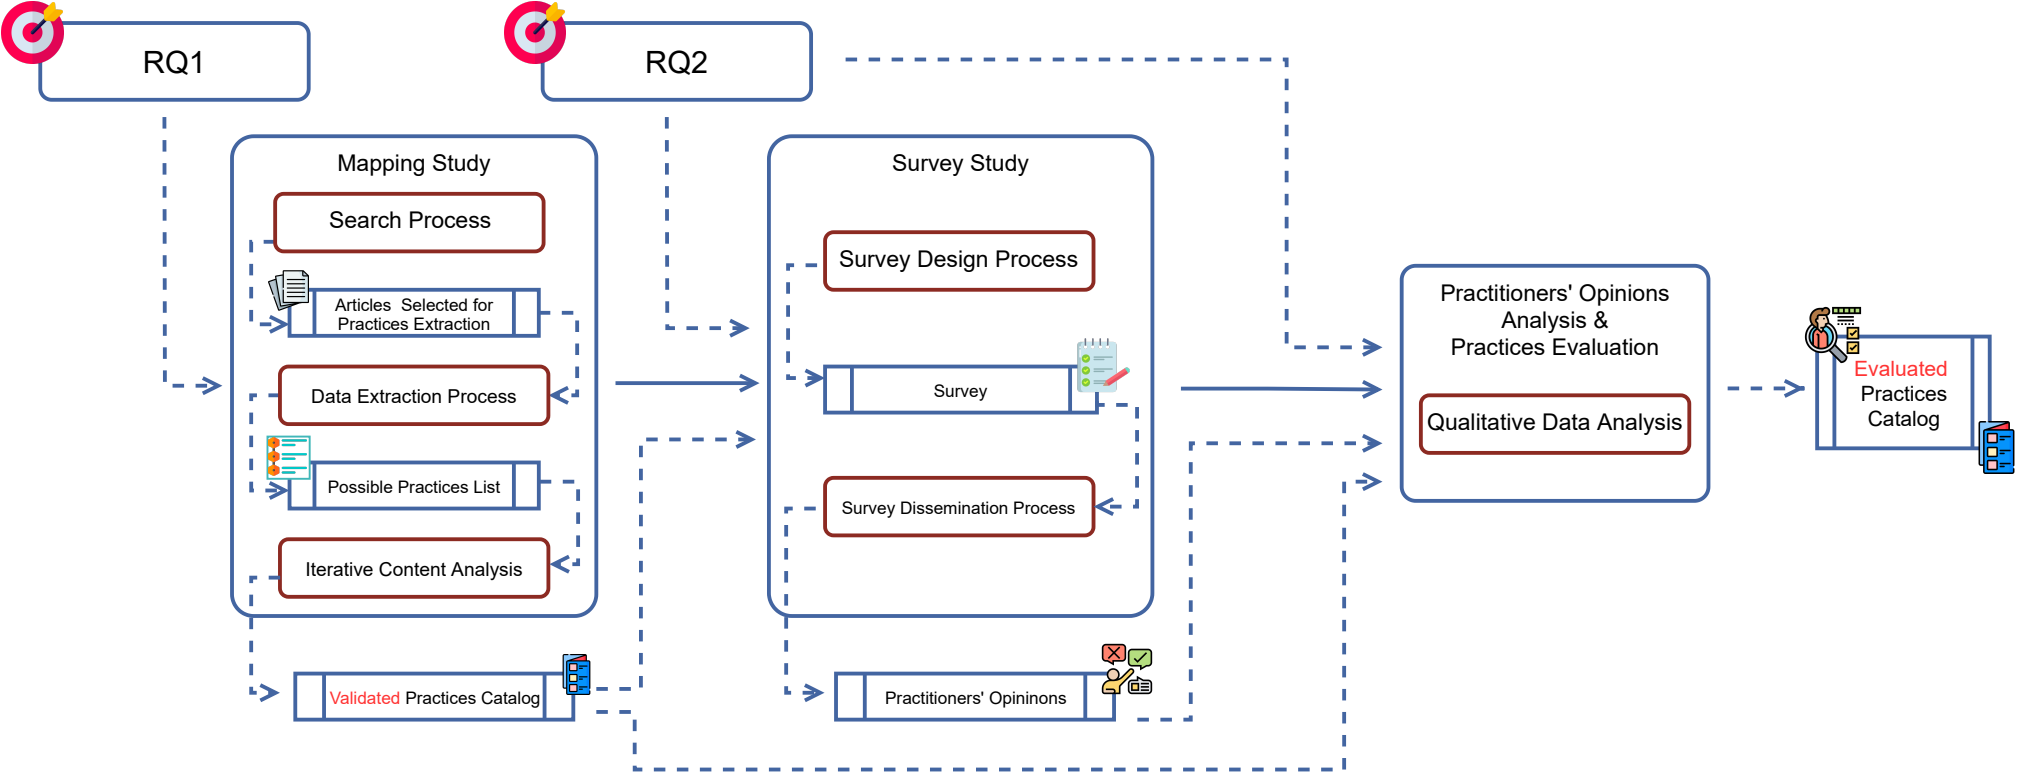 RQ1
RQ2
Mapping Study
Search Process
Articles Selected for
Practices Extraction
Data Extraction Process
Possible Practices List
Iterative Content Analysis
Validated Practices Catalog
Survey Study
Survey Design Process
Survey
Survey Dissemination Process
Practitioners' Opininons
Practitioners' Opinions
Analysis &
Practices Evaluation
Qualitative Data Analysis
Evaluated
Practices
Catalog